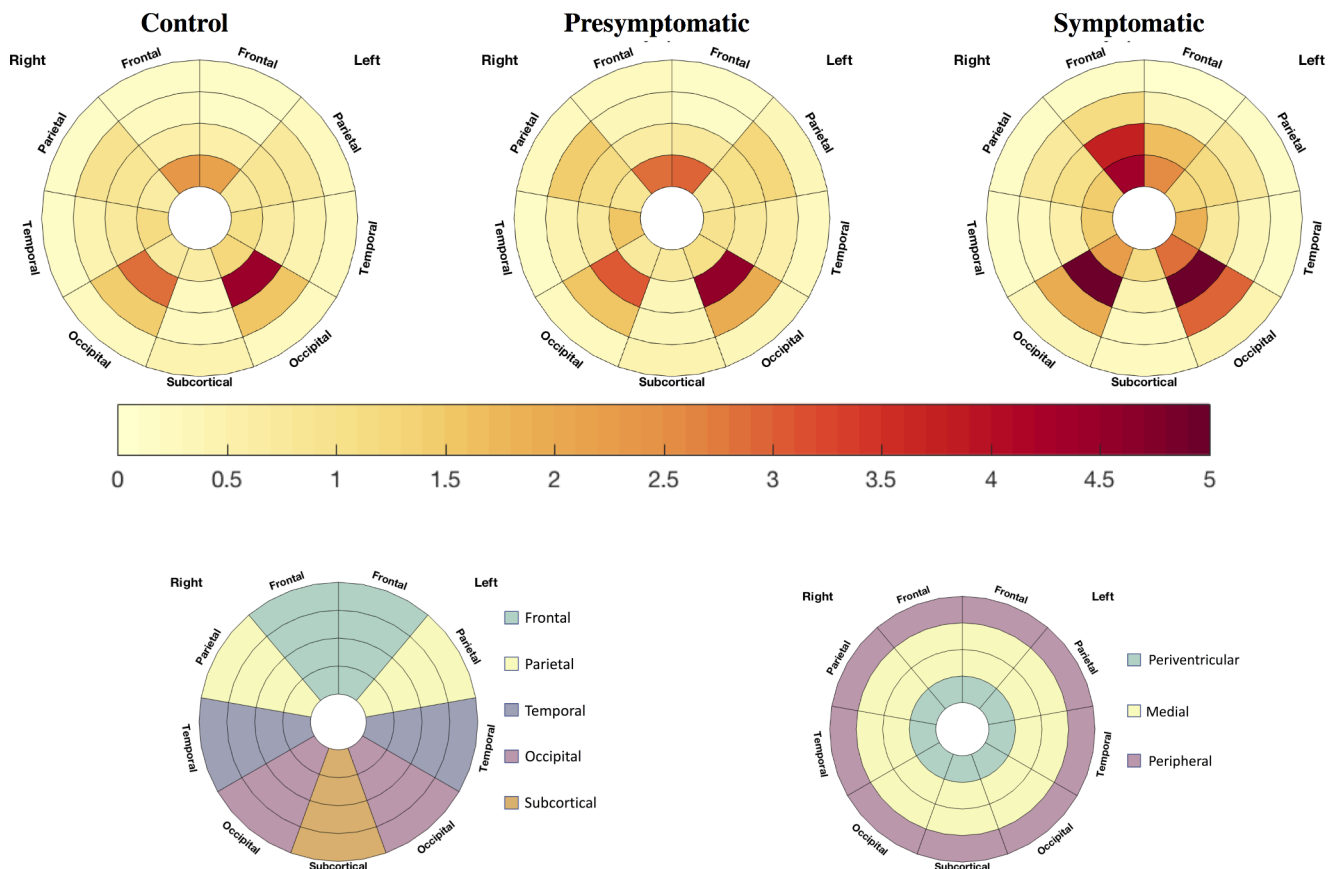 Control
Presymptomatic
Symptomatic
Right
Frontal
Frontal
Left
Parietal
Parietal
Temporal
Temporal
Occipital
Occipital
Subcortical
Right
Frontal
Frontal
Left
Parietal
Parietal
Temporal
Temporal
Occipital
Occipital
Subcortical
Right
Frontal
Frontal
Left
Parietal
Parietal
Temporal
Temporal
Occipital
Occipital
Subcortical
0 0.5 1 1.5 2 2.5 3 3.5 4 4.5 5
Right
Frontal
Frontal
Left
Parietal
Parietal
Temporal
Temporal
Occipital
Occipital
Subcortical
Frontal
Parietal
Temporal
Occipital
Subcortical
Right
Frontal
Frontal
Left
Parietal
Parietal
Temporal
Temporal
Occipital
Occipital
Subcortical
Periventricular
Medial
Peripheral